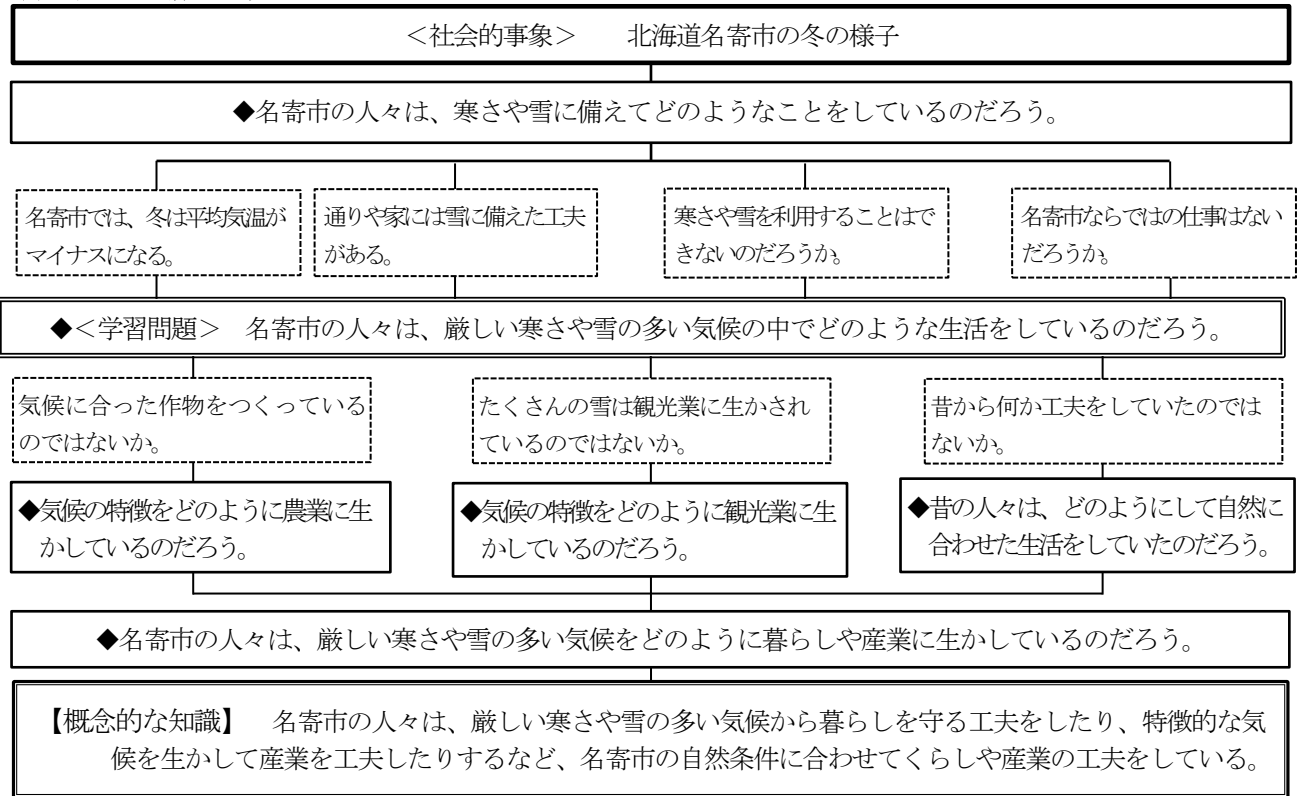 ＜社会的事象＞　　北海道名寄市の冬の様子
◆名寄市の人々は、寒さや雪に備えてどのようなことをしているのだろう。
名寄市では、冬は平均気温が
マイナスになる。
通りや家には雪に備えた工夫
がある。
寒さや雪を利用することはで
きないのだろうか。
名寄市ならではの仕事はない
だろうか。
◆＜学習問題＞　名寄市の人々は、厳しい寒さや雪の多い気候の中でどのような生活をしているのだろう。
気候に合った作物をつくっている
のではないか。
たくさんの雪は観光業に生かされ
ているのではないか。
昔から何か工夫をしていたのでは
ないか。
◆気候の特徴をどのように農業に生
かしているのだろう。
◆気候の特徴をどのように観光業に生
かしているのだろう。
◆昔の人々は、どのようにして自然に
合わせた生活をしていたのだろう。
◆名寄市の人々は、厳しい寒さや雪の多い気候をどのように暮らしや産業に生かしているのだろう。
【概念的な知識】　名寄市の人々は、厳しい寒さや雪の多い気候から暮らしを守る工夫をしたり、特徴的な気
候を生かして産業を工夫したりするなど、名寄市の自然条件に合わせてくらしや産業の工夫をしている。